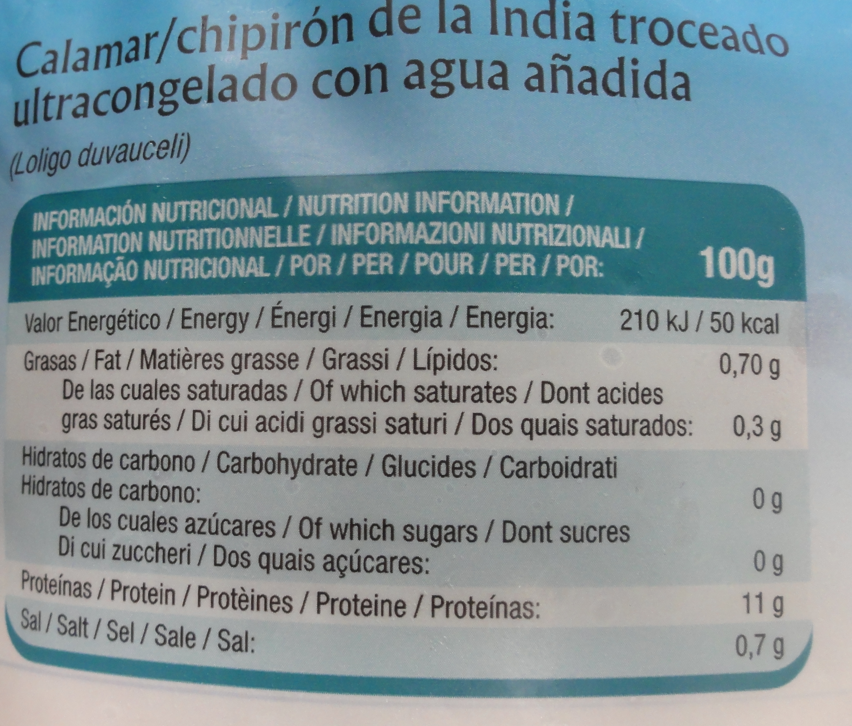 Calamar/chipirón de la India troceado
ultracongelado con agua añadida
(Loligo duvauceli)
INFORMACIÓN NUTRICIONAL / NUTRITION INFORMATION /
INFORMATION NUTRITIONNELLE / INFORMAZIONI NUTRIZIONALI /
INFORMAÇÃO NUTRICIONAL / POR / PER / POUR / PER / POR: 100g
Valor Energético / Energy / Énergi / Energia / Energia: 210 kJ / 50 kcal
Grasas / Fat / Matières grasse / Grassi / Lípidos: 0,70 g
De las cuales saturadas / Of which saturates / Dont acides
gras saturés / Di cui acidi grassi saturi / Dos quais saturados: 0,3 g
Hidratos de carbono / Carbohydrate / Glucides / Carboidrati
Hidratos de carbono: 0 g
De los cuales azúcares / Of which sugars / Dont sucres
Di cui zuccheri / Dos quais açúcares: 0 g
Proteínas / Protein / Protèines / Proteine / Proteínas: 11 g
Sal / Salt / Sel / Sale / Sal: 0,7 g